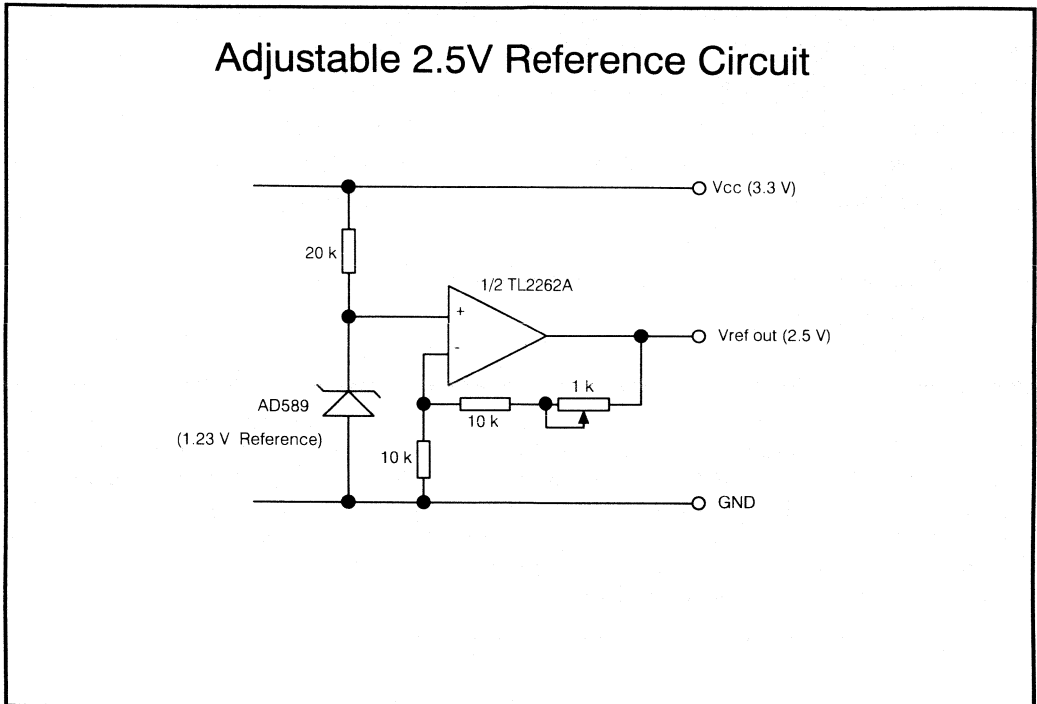 Adjustable 2.5V Reference Circuit
Vcc (3.3 V)
20 k
1/2 TL2262A
+
-
Vref out (2.5 V)
1 k
AD589
10 k
(1.23 V Reference)
10 k
GND